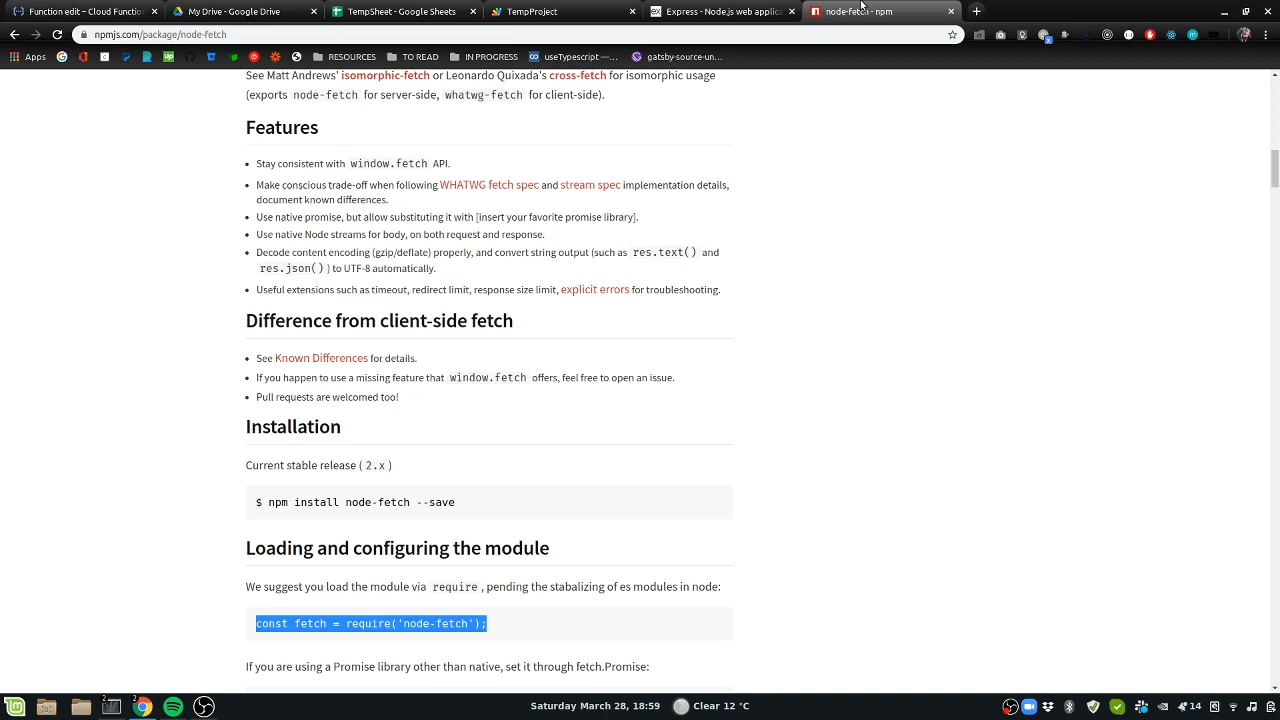 Function edit - Cloud Function
My Drive - Google Drive
TempSheet - Google Sheets
TempProject
Express - Node.js web applica
node-fetch - npm
npmjs.com/package/node-fetch
Apps
RESOURCES
TO READ
IN PROGRESS
useTypescript —...
gatsby-source-un...
See Matt Andrews' isomorphic-fetch or Leonardo Quixada's cross-fetch for isomorphic usage
(exports node-fetch for server-side, whatwg-fetch for client-side).
Features
• Stay consistent with window.fetch API.
• Make conscious trade-off when following WHATWG fetch spec and stream spec implementation details,
document known differences.
• Use native promise, but allow substituting it with [insert your favorite promise library].
• Use native Node streams for body, on both request and response.
• Decode content encoding (gzip/deflate) properly, and convert string output (such as res.text() and
res.json() ) to UTF-8 automatically.
• Useful extensions such as timeout, redirect limit, response size limit, explicit errors for troubleshooting.
Difference from client-side fetch
• See Known Differences for details.
• If you happen to use a missing feature that window.fetch offers, feel free to open an issue.
• Pull requests are welcomed too!
Installation
Current stable release ( 2.x )
$ npm install node-fetch --save
Loading and configuring the module
We suggest you load the module via require , pending the stabalizing of es modules in node:
const fetch = require('node-fetch');
If you are using a Promise library other than native, set it through fetch.Promise:
Saturday March 28, 18:59
Clear 12 °C
14